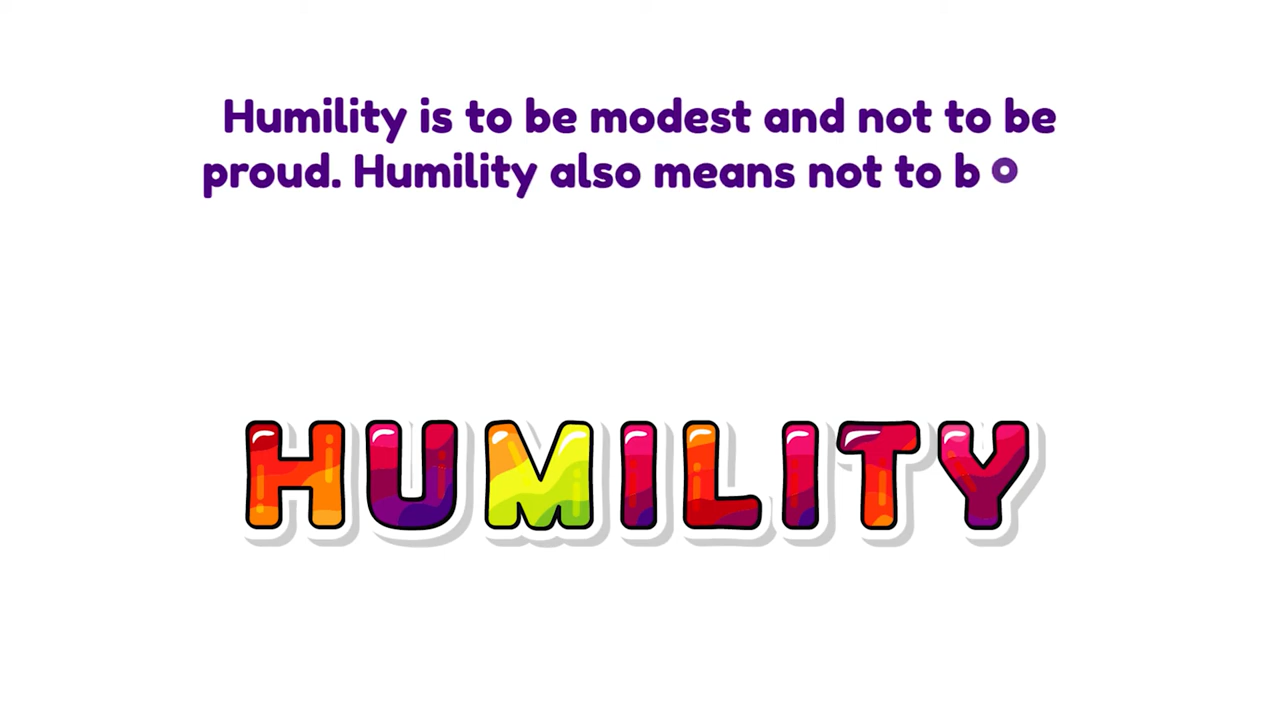 Humility is to be modest and not to be
proud. Humility also means not to b o
HUMILITY